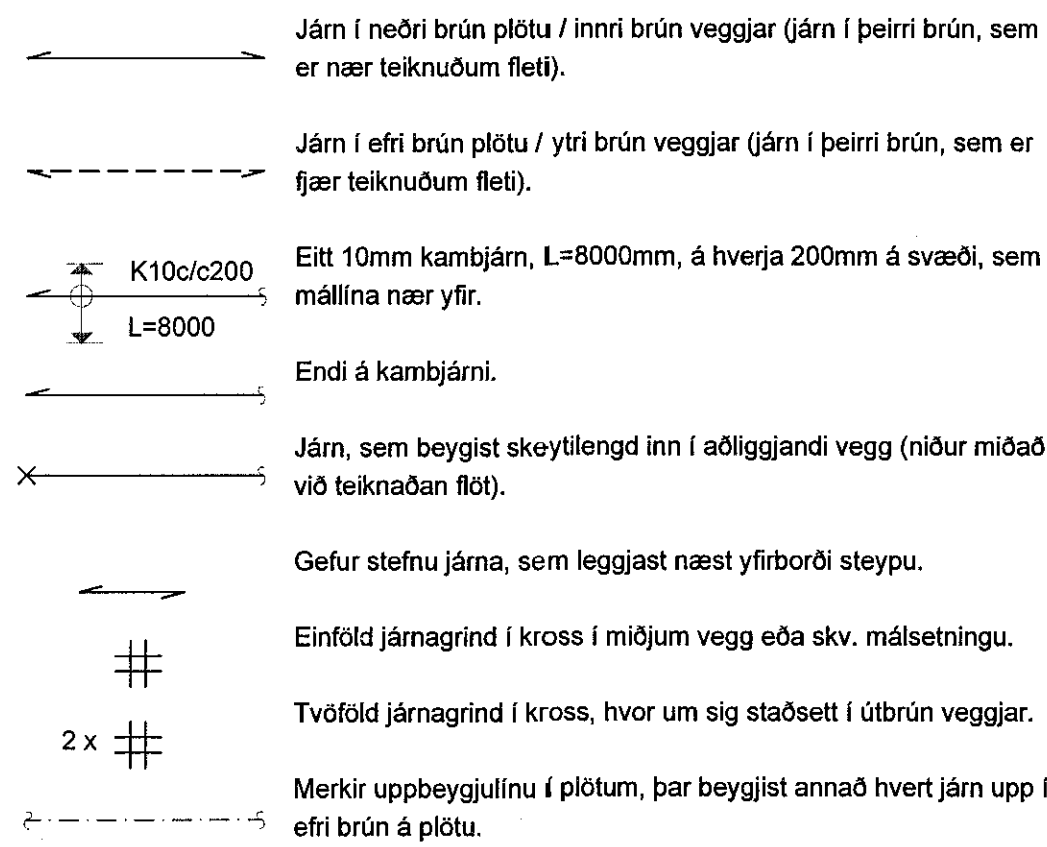 Járn í neðri brún plötu / innri brún veggjar (járn í þeirri brún, sem
er nær teiknuðum fleti).
Járn í efri brún plötu / ytri brún veggjar (járn í þeirri brún, sem er
fjær teiknuðum fleti).
K10c/c200
L=8000
Eitt 10mm kambjárn, L=8000mm, á hverja 200mm á svæði, sem
mállína nær yfir.
Endi á kambjárni.
Járn, sem beygist skeytilengd inn í aðliggjandi vegg (niður miðað
við teiknaðan flöt).
Gefur stefnu járna, sem leggjast næst yfirborði steypu.
Einföld járnagrind í kross í miðjum vegg eða skv. málsetningu.
2 x
Tvöföld járnagrind í kross, hvor um sig staðsett í útbrún veggjar.
Merkir uppbeygjulínu í plötum, þar beygjist annað hvert járn upp í
efri brún á plötu.